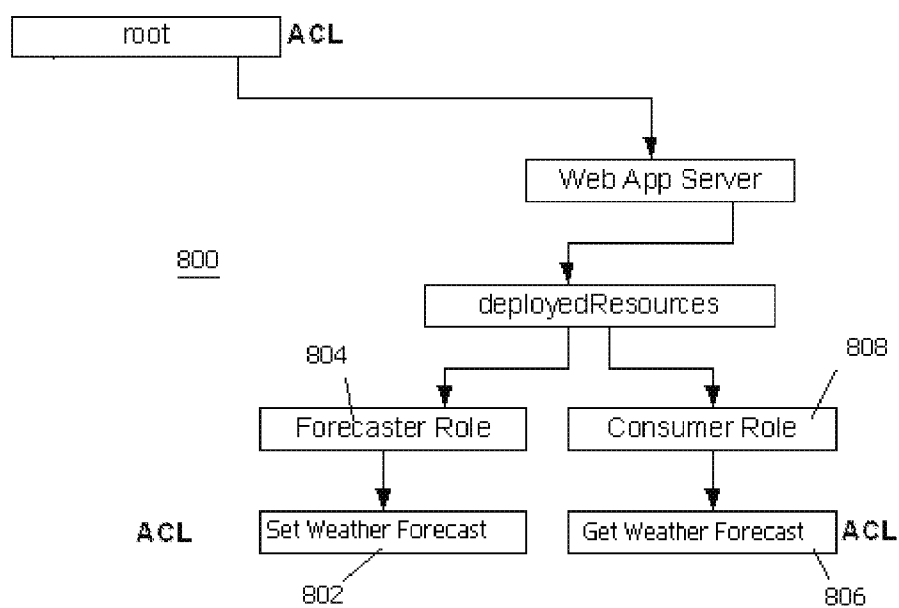 root ACL
Web App Server
800
deployedResources
804
808
Forecaster Role
Consumer Role
ACL
Set Weather Forecast
Get Weather Forecast
ACL
802
806